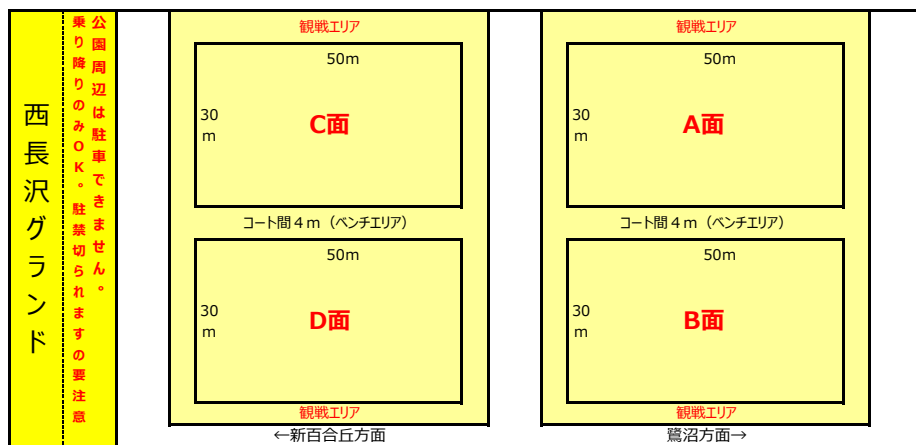 西長沢グランド
公園周辺は駐車できません。
乗り降りのみOK。駐禁切られますの要注意
観戦エリア
50m
30
m
C面
コート間4m（ベンチエリア）
50m
30
m
D面
観戦エリア
←新百合丘方面
観戦エリア
50m
30
m
A面
コート間4m（ベンチエリア）
50m
30
m
B面
観戦エリア
鷺沼方面→